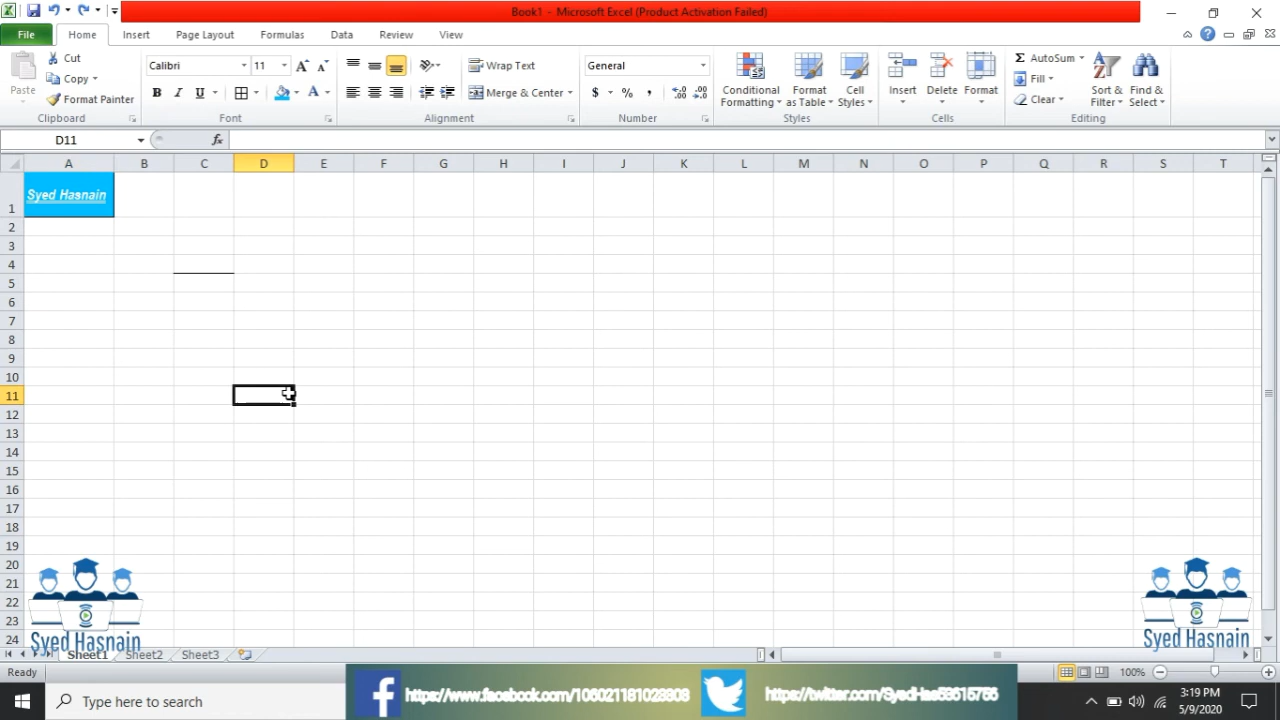 Book1 - Microsoft Excel (Product Activation Failed)
File Home Insert Page Layout Formulas Data Review View
Paste Cut Copy Format Painter Clipboard
Calibri 11 A A B I U A Font
Wrap Text Merge & Center Alignment
General $ % , Number
Conditional Formatting Format as Table Cell Styles Styles
Insert Delete Format Cells
Σ AutoSum Fill Clear Sort & Filter Find & Select Editing
D11 fx
A B C D E F G H I J K L M N O P Q R S T
1 Syed Hasnain
2
3
4
5
6
7
8
9
10
11
12
13
14
15
16
17
18
19
20
21
22
23
24
Syed Hasnain
Syed Hasnain
Sheet1 Sheet2 Sheet3
Ready 100%
Type here to search
https://www.facebook.com/106021181023808
https://twitter.com/SyedHas53615756
3:19 PM
5/9/2020